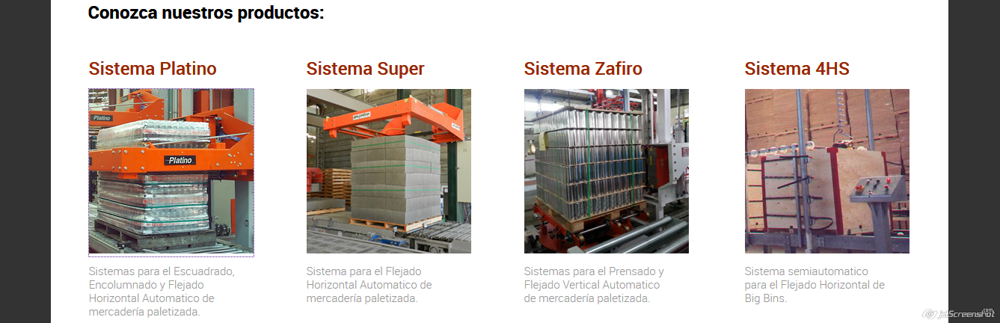 Conozca nuestros productos:
Sistema Platino
Sistema Super
Sistema Zafiro
Sistema 4HS
Platino
Platino
Sistemas para el Escuadrado,
Encolumnado y Flejado
Horizontal Automatico de
mercadería paletizada.
Sistema para el Flejado
Horizontal Automatico de
mercadería paletizada.
Sistemas para el Prensado y
Flejado Vertical Automatico
de mercadería paletizada.
Sistema semiautomatico
para el Flejado Horizontal de
Big Bins.
jetScreenshot
.com